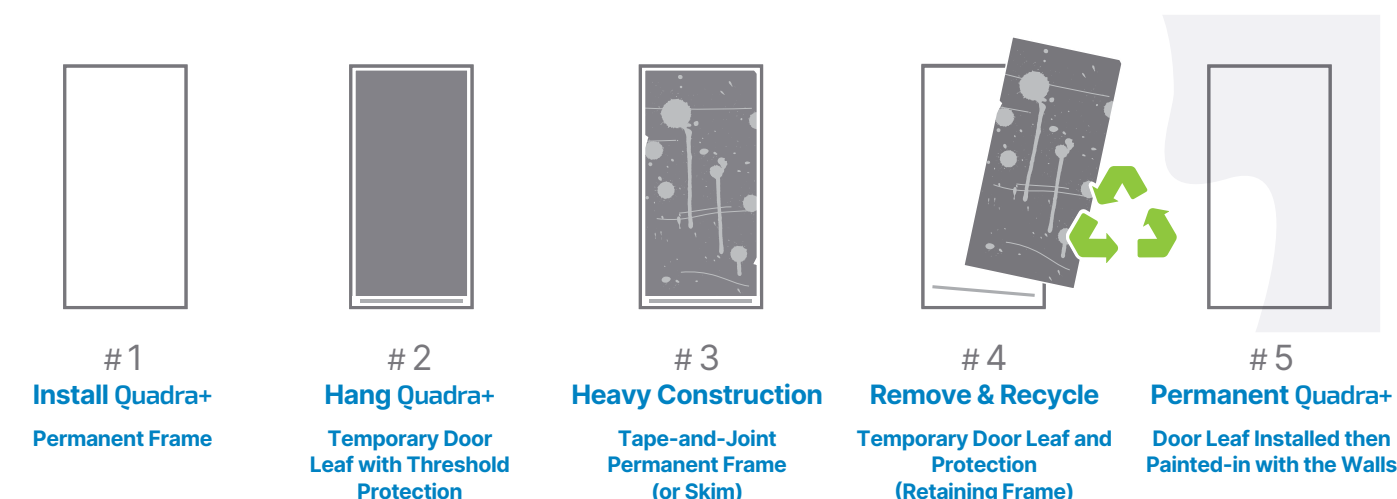 #1
Install Quadra+
Permanent Frame
#2
Hang Quadra+
Temporary Door
Leaf with Threshold
Protection
#3
Heavy Construction
Tape-and-Joint
Permanent Frame
(or Skim)
#4
Remove & Recycle
Temporary Door Leaf and
Protection
(Retaining Frame)
#5
Permanent Quadra+
Door Leaf Installed then
Painted-in with the Walls